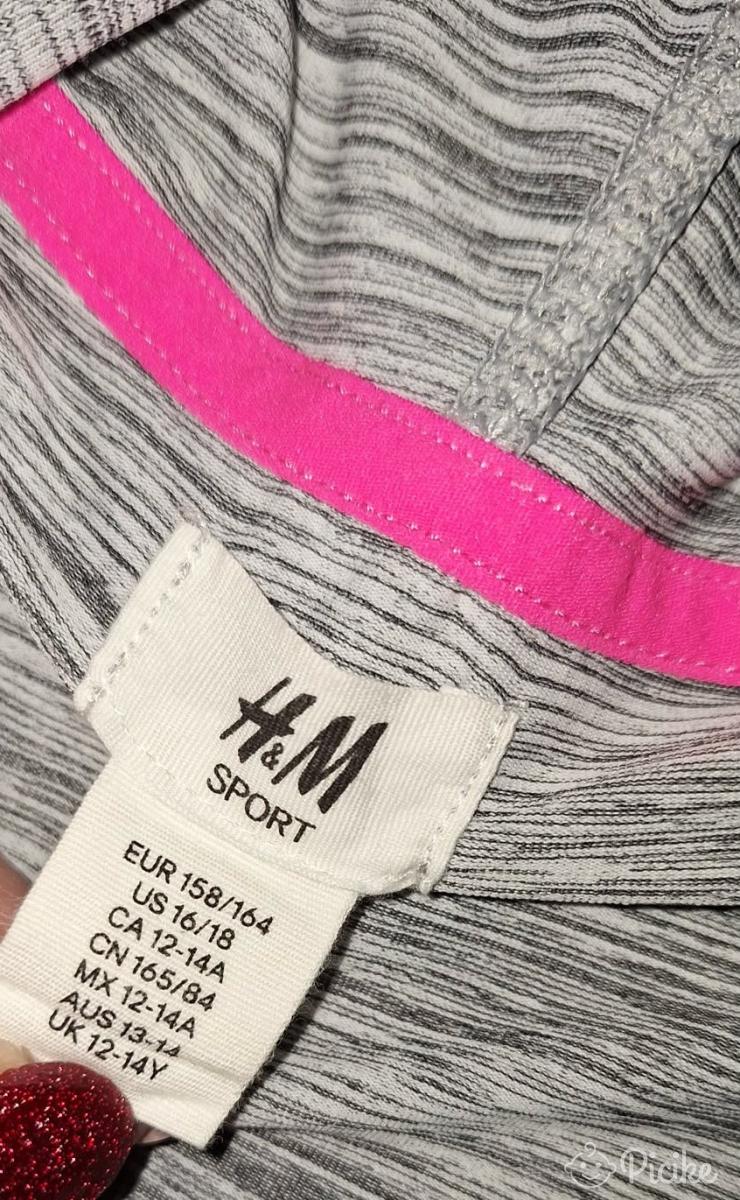 H&M
SPORT
EUR 158/164
US 16/18
CA 12-14A
CN 165/84
MX 12-14A
AUS 13-14
UK 12-14Y
Picike